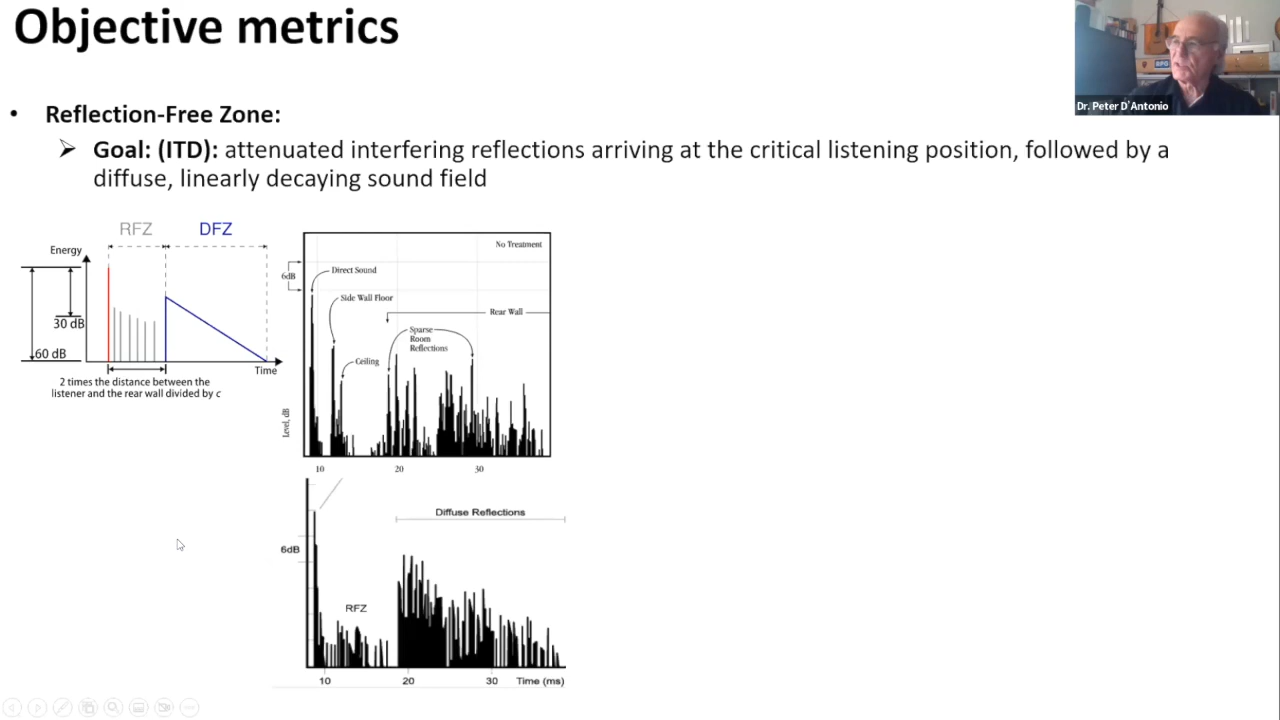 Objective metrics
Dr. Peter D'Antonio
• Reflection-Free Zone:
➢ Goal: (ITD): attenuated interfering reflections arriving at the critical listening position, followed by a
diffuse, linearly decaying sound field
RFZ DFZ
Energy
30 dB
60 dB
Time
2 times the distance between the
listener and the rear wall divided by c
No Treatment
6dB
Direct Sound
Side Wall Floor
Rear Wall
Sparse
Room
Reflections
Ceiling
Level, dB
10 20 30
Diffuse Reflections
6dB
RFZ
10 20 30 Time (ms)